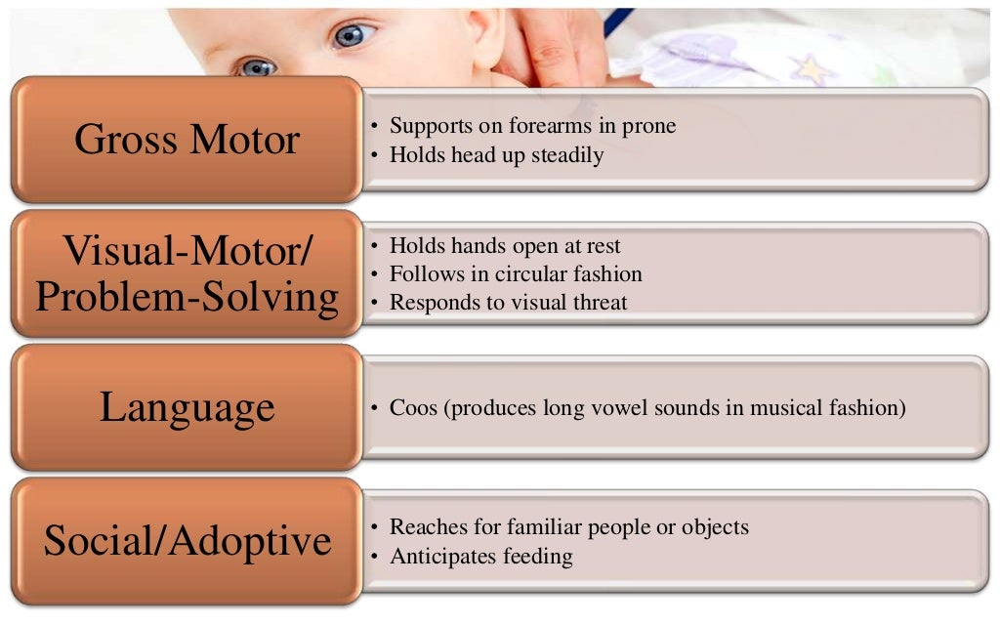 Gross Motor
• Supports on forearms in prone
• Holds head up steadily
Visual-Motor/
Problem-Solving
• Holds hands open at rest
• Follows in circular fashion
• Responds to visual threat
Language
• Coos (produces long vowel sounds in musical fashion)
Social/Adoptive
• Reaches for familiar people or objects
• Anticipates feeding